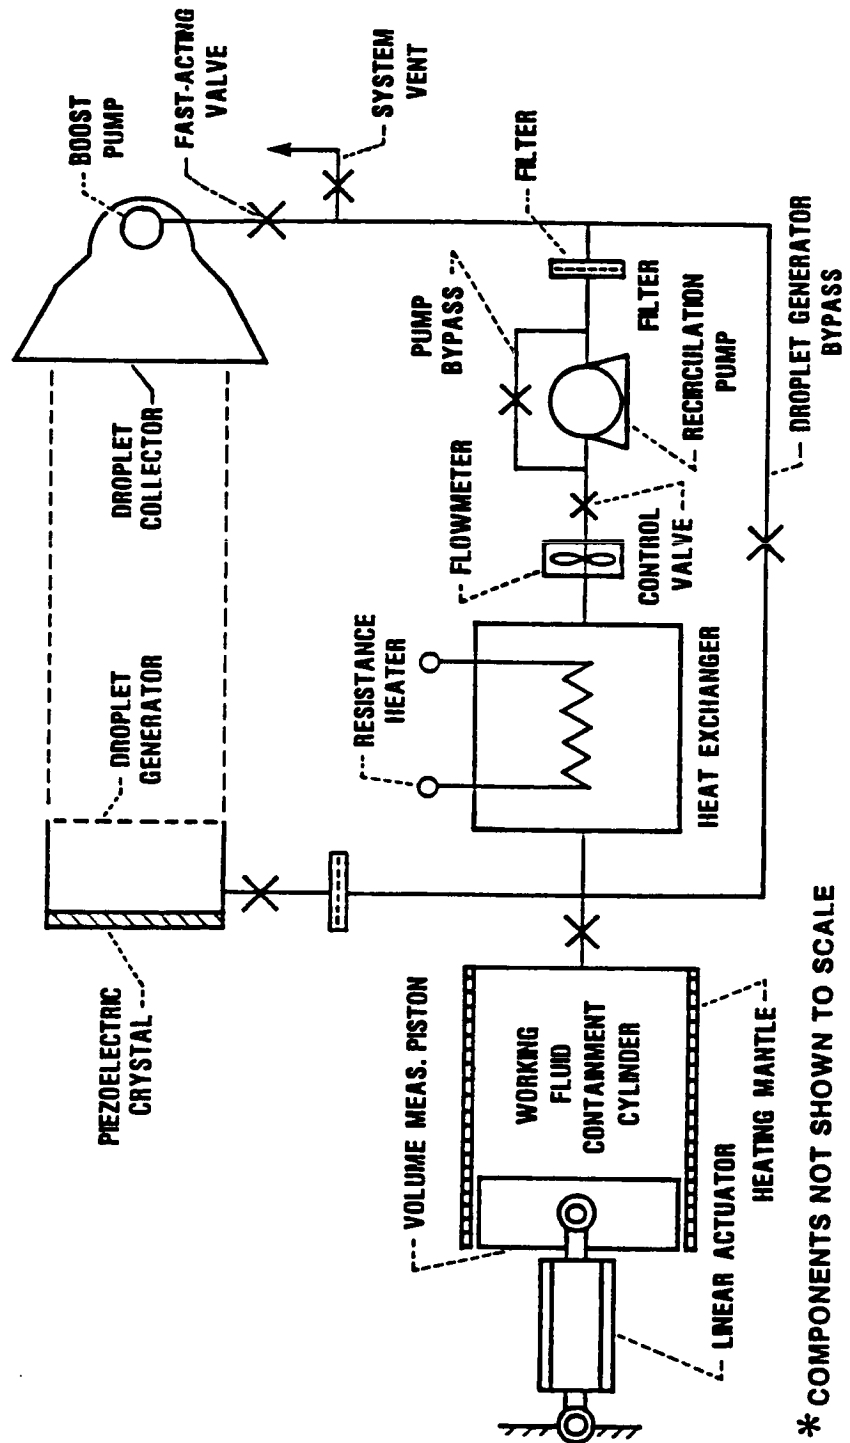 BOOST
PUMP
FAST-ACTING
VALVE
SYSTEM
VENT
DROPLET
COLLECTOR
DROPLET
GENERATOR
PIEZOELECTRIC
CRYSTAL
FILTER
PUMP
BYPASS
FILTER
RECIRCULATION
PUMP
DROPLET GENERATOR
BYPASS
FLOWMETER
CONTROL
VALVE
RESISTANCE
HEATER
HEAT EXCHANGER
VOLUME MEAS. PISTON
WORKING
FLUID
CONTAINMENT
CYLINDER
HEATING MANTLE
LINEAR ACTUATOR
* COMPONENTS NOT SHOWN TO SCALE